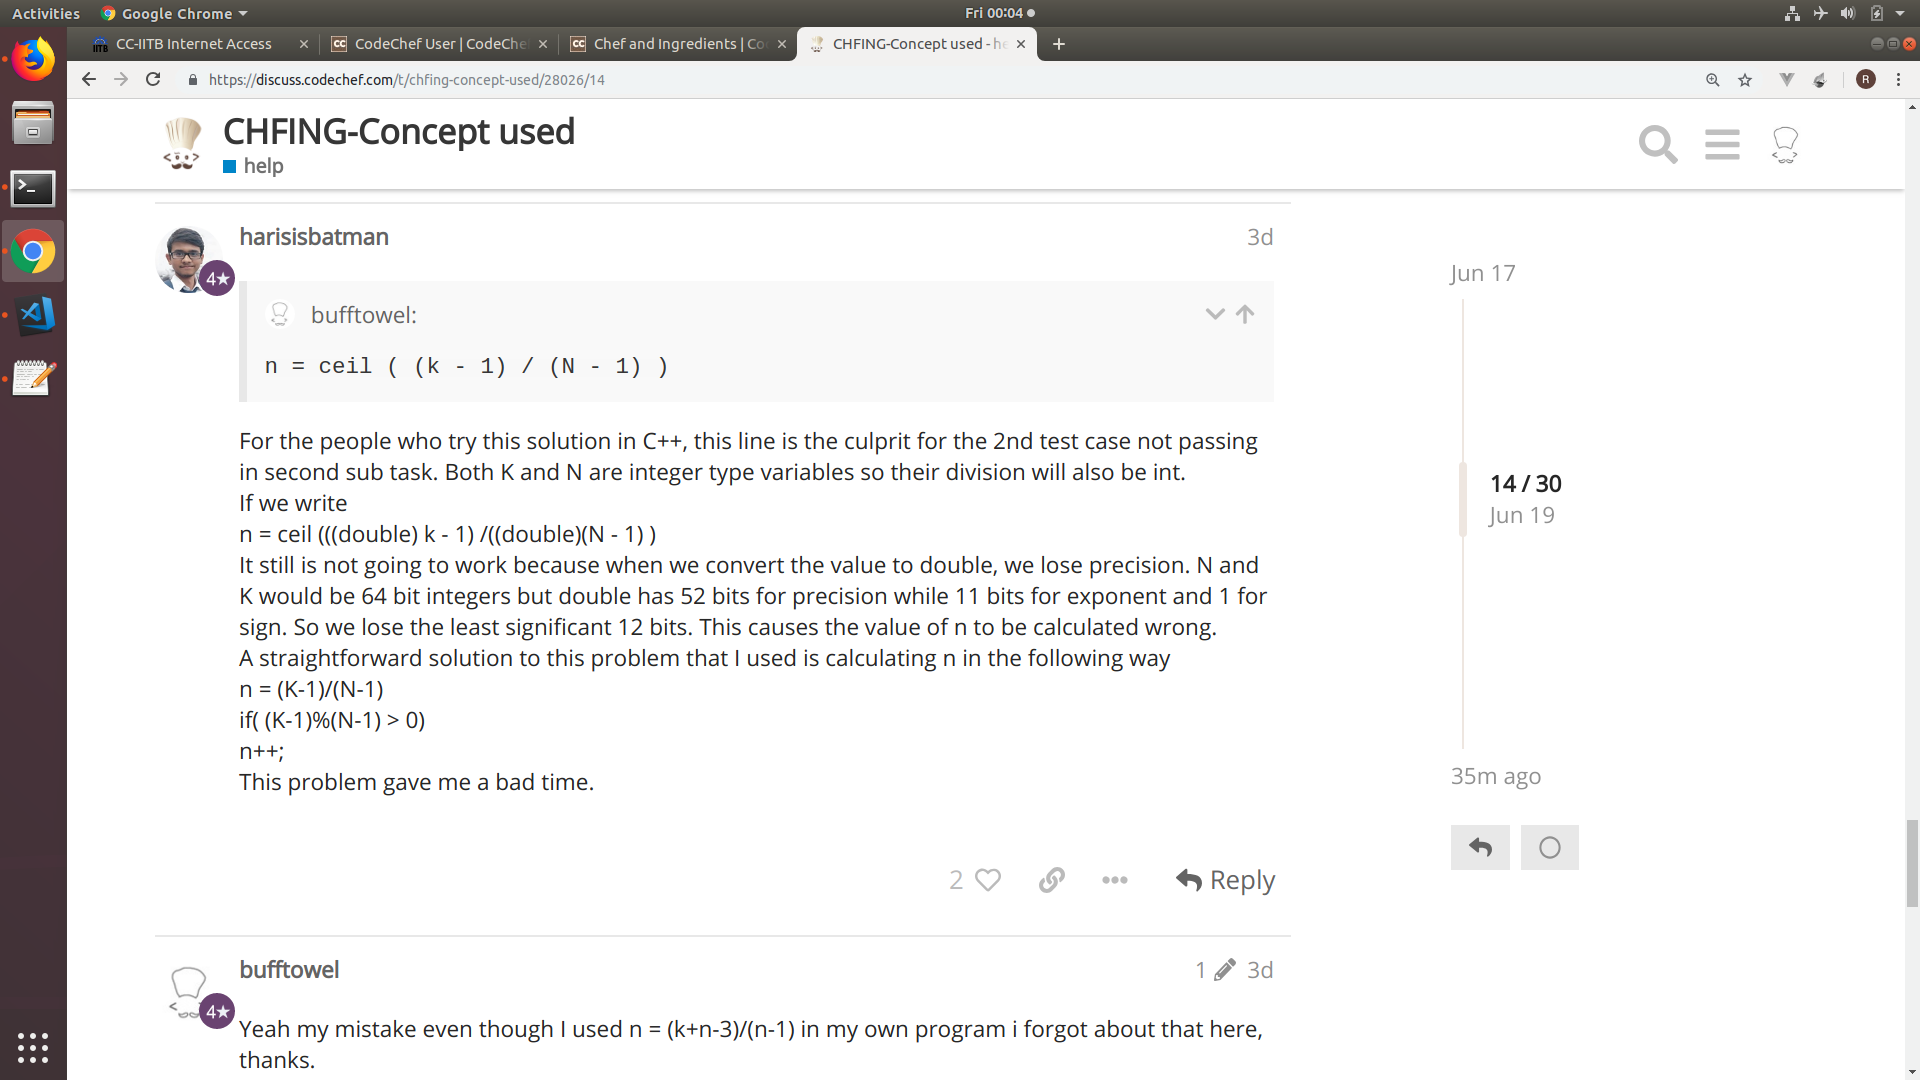 Activities Google Chrome Fri 00:04
CC-IITB Internet Access CodeChef User | CodeChe Chef and Ingredients | Co CHFING-Concept used - he
https://discuss.codechef.com/t/chfing-concept-used/28026/14 R
CHFING-Concept used
help
harisisbatman 3d
4★
bufftowel:
n = ceil ( (k - 1) / (N - 1) )
For the people who try this solution in C++, this line is the culprit for the 2nd test case not passing
in second sub task. Both K and N are integer type variables so their division will also be int.
If we write
n = ceil (((double) k - 1) /((double)(N - 1) )
It still is not going to work because when we convert the value to double, we lose precision. N and
K would be 64 bit integers but double has 52 bits for precision while 11 bits for exponent and 1 for
sign. So we lose the least significant 12 bits. This causes the value of n to be calculated wrong.
A straightforward solution to this problem that I used is calculating n in the following way
n = (K-1)/(N-1)
if( (K-1)%(N-1) > 0)
n++;
This problem gave me a bad time.
2 Reply
Jun 17
14 / 30
Jun 19
35m ago
bufftowel 1 3d
4★
Yeah my mistake even though I used n = (k+n-3)/(n-1) in my own program i forgot about that here,
thanks.